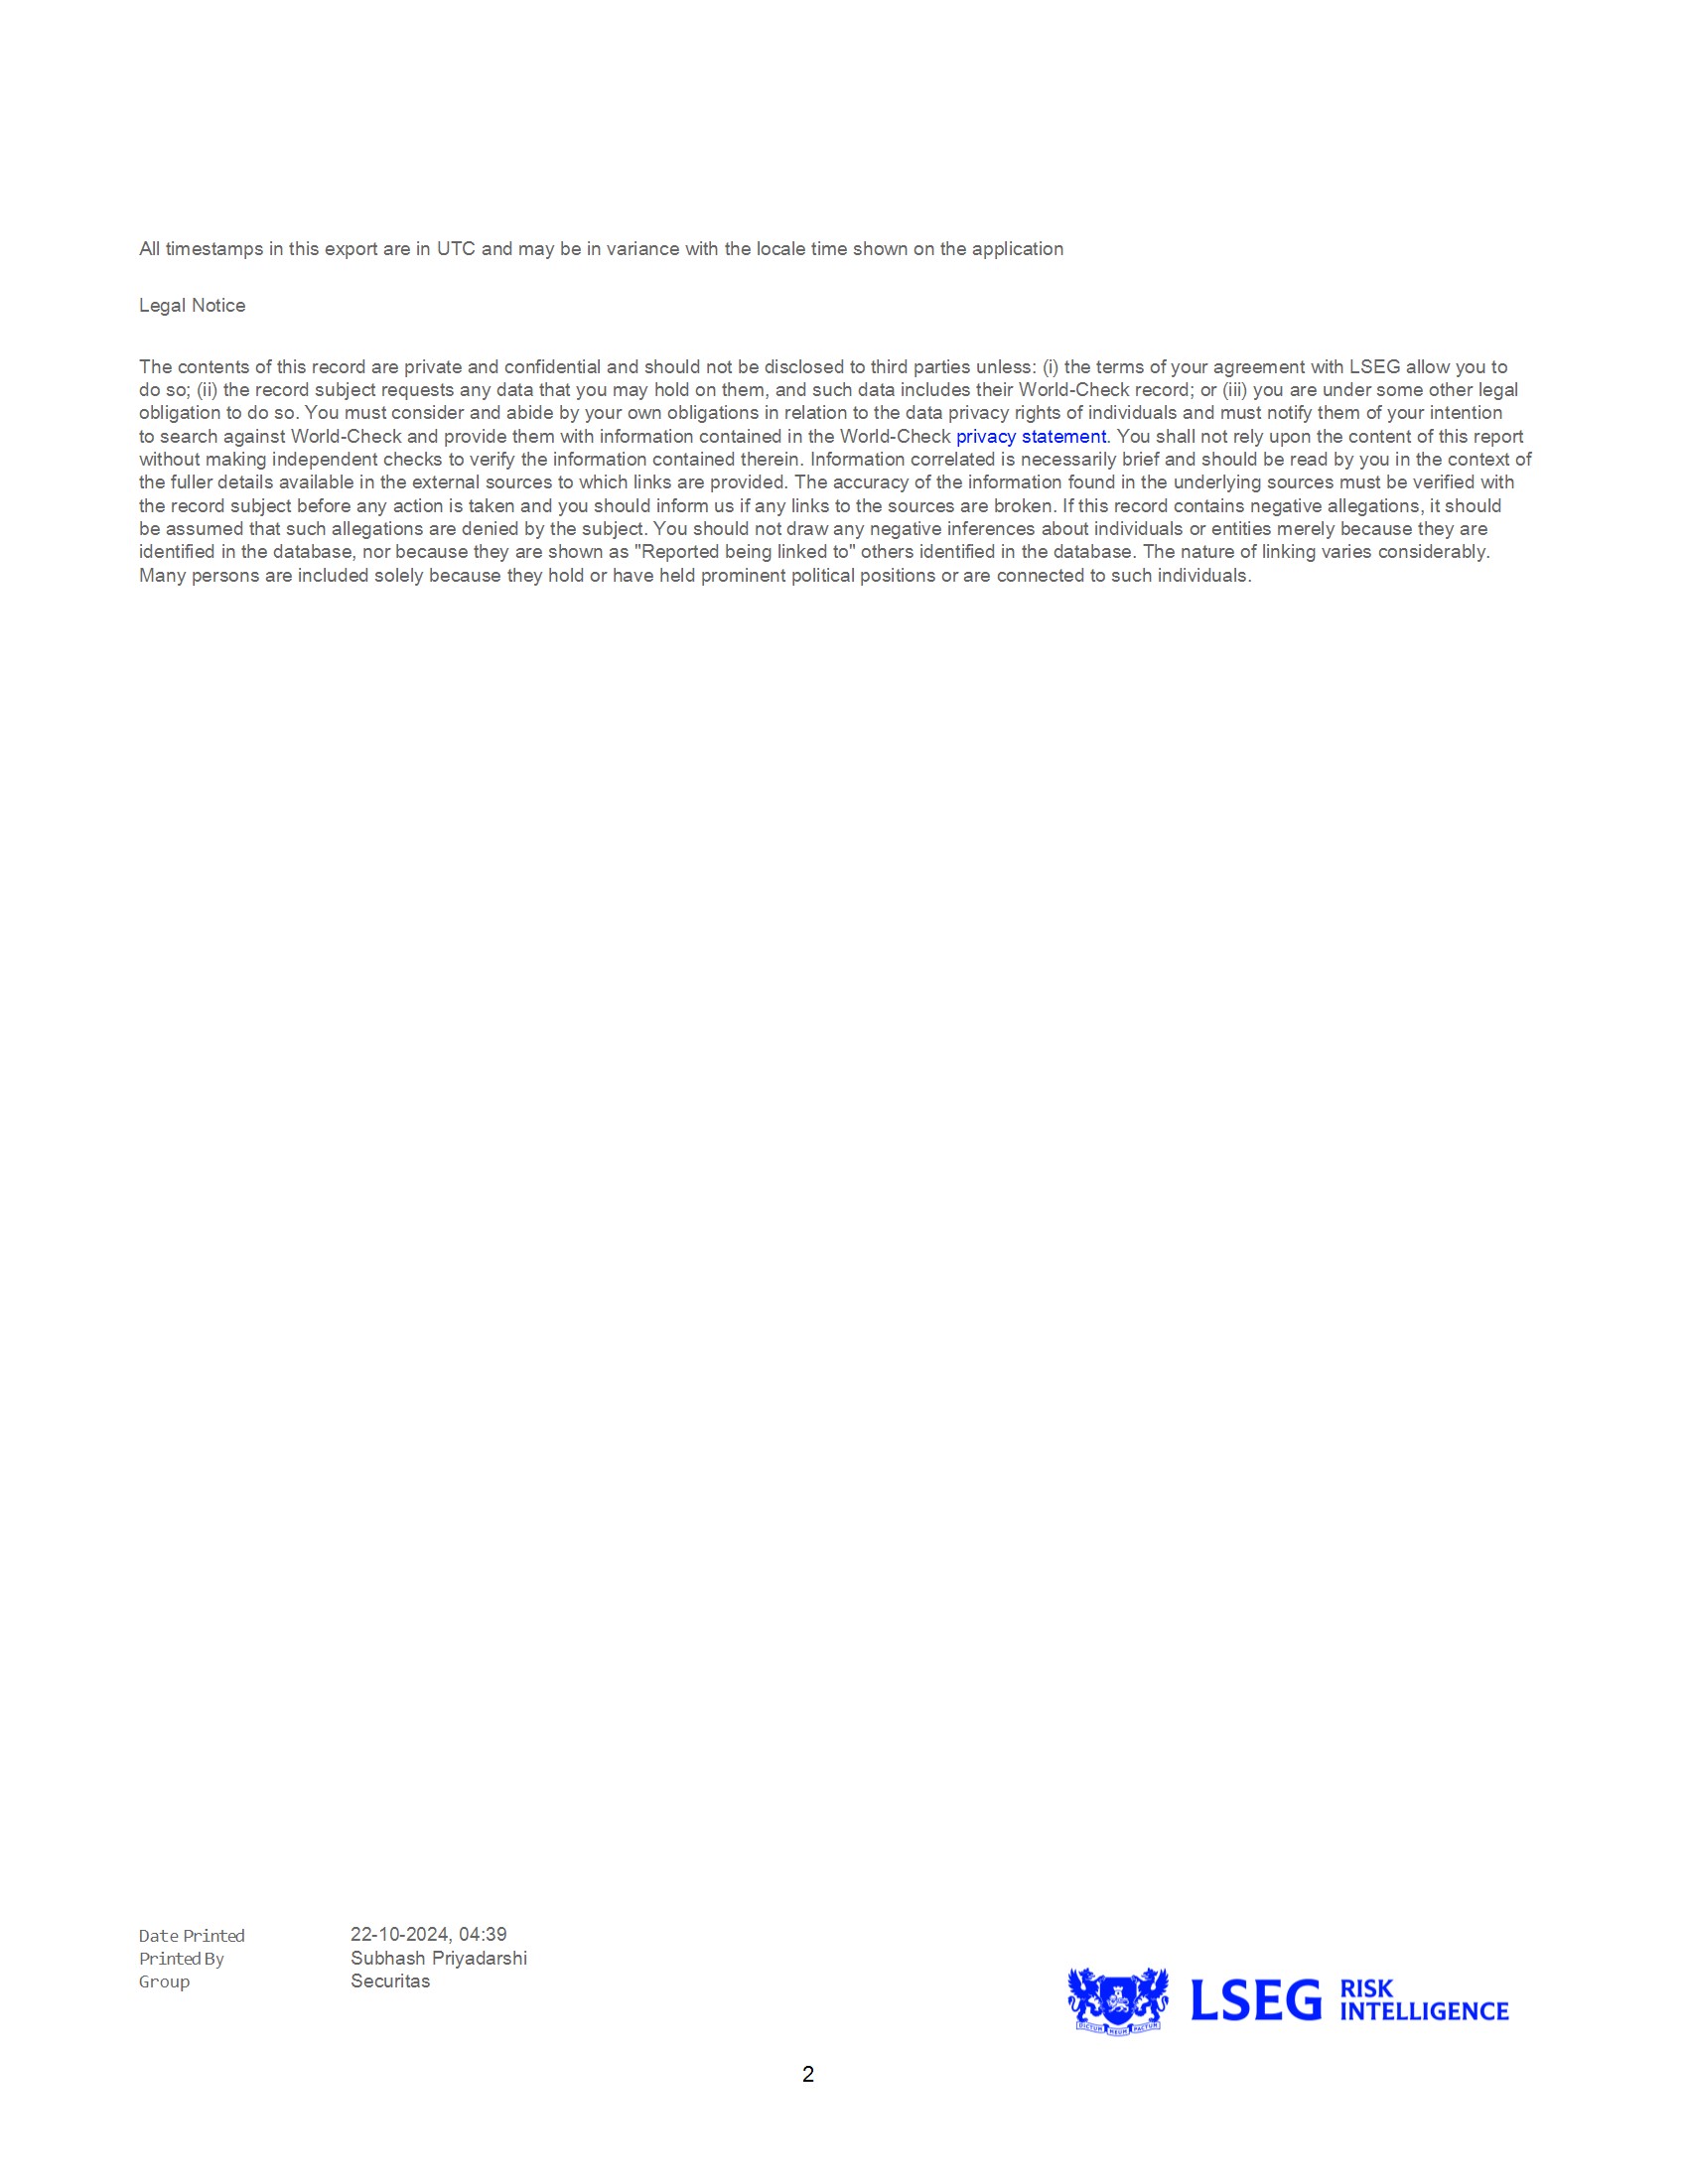 All timestamps in this export are in UTC and may be in variance with the locale time shown on the application
Legal Notice
The contents of this record are private and confidential and should not be disclosed to third parties unless: (i) the terms of your agreement with LSEG allow you to
do so; (ii) the record subject requests any data that you may hold on them, and such data includes their World-Check record; or (iii) you are under some other legal
obligation to do so. You must consider and abide by your own obligations in relation to the data privacy rights of individuals and must notify them of your intention
to search against World-Check and provide them with information contained in the World-Check privacy statement. You shall not rely upon the content of this report
without making independent checks to verify the information contained therein. Information correlated is necessarily brief and should be read by you in the context of
the fuller details available in the external sources to which links are provided. The accuracy of the information found in the underlying sources must be verified with
the record subject before any action is taken and you should inform us if any links to the sources are broken. If this record contains negative allegations, it should
be assumed that such allegations are denied by the subject. You should not draw any negative inferences about individuals or entities merely because they are
identified in the database, nor because they are shown as "Reported being linked to" others identified in the database. The nature of linking varies considerably.
Many persons are included solely because they hold or have held prominent political positions or are connected to such individuals.
Date Printed 22-10-2024, 04:39
Printed By Subhash Priyadarshi
Group Securitas
DICTUM MEUM PACTUM
LSEG RISK
INTELLIGENCE
2